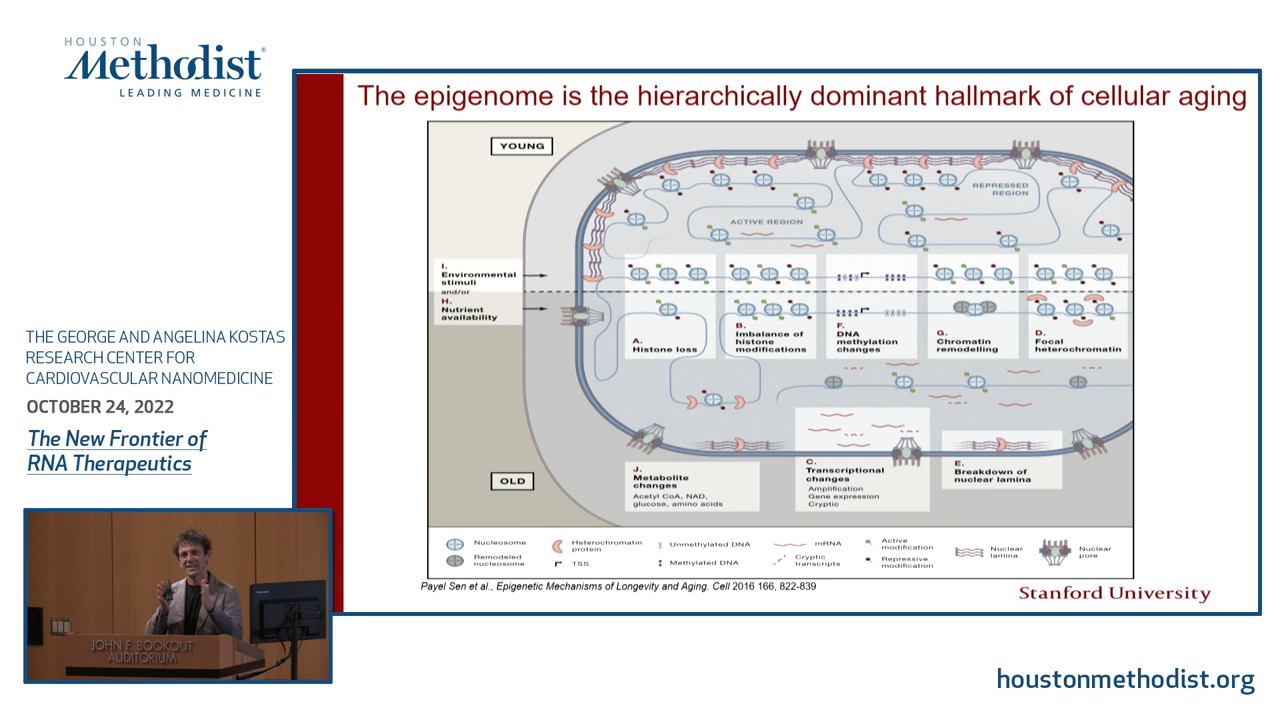 HOUSTON
Methodist
LEADING MEDICINE
THE GEORGE AND ANGELINA KOSTAS
RESEARCH CENTER FOR
CARDIOVASCULAR NANOMEDICINE
OCTOBER 24, 2022
The New Frontier of
RNA Therapeutics
JOHN F. BOOKOUT
AUDITORIUM
The epigenome is the hierarchically dominant hallmark of cellular aging
YOUNG
REPRESSED
REGION
ACTIVE REGION
I.
Environmental
stimuli
and/or
H.
Nutrient
availability
A.
Histone loss
B.
Imbalance of
histone
modifications
F.
DNA
methylation
changes
G.
Chromatin
remodelling
D.
Focal
heterochromatin
OLD
J.
Metabolite
changes
Acetyl CoA, NAD,
glucose, amino acids
C.
Transcriptional
changes
Amplification
Gene expression
Cryptic
E.
Breakdown of
nuclear lamina
Nucleosome
Remodeled
nucleosome
Heterochromatin
protein
TSS
Unmethylated DNA
Methylated DNA
mRNA
Cryptic
transcripts
Active
modification
Repressive
modification
Nuclear
lamina
Nuclear
pore
Payel Sen et al., Epigenetic Mechanisms of Longevity and Aging. Cell 2016 166, 822-839
Stanford University
houstonmethodist.org